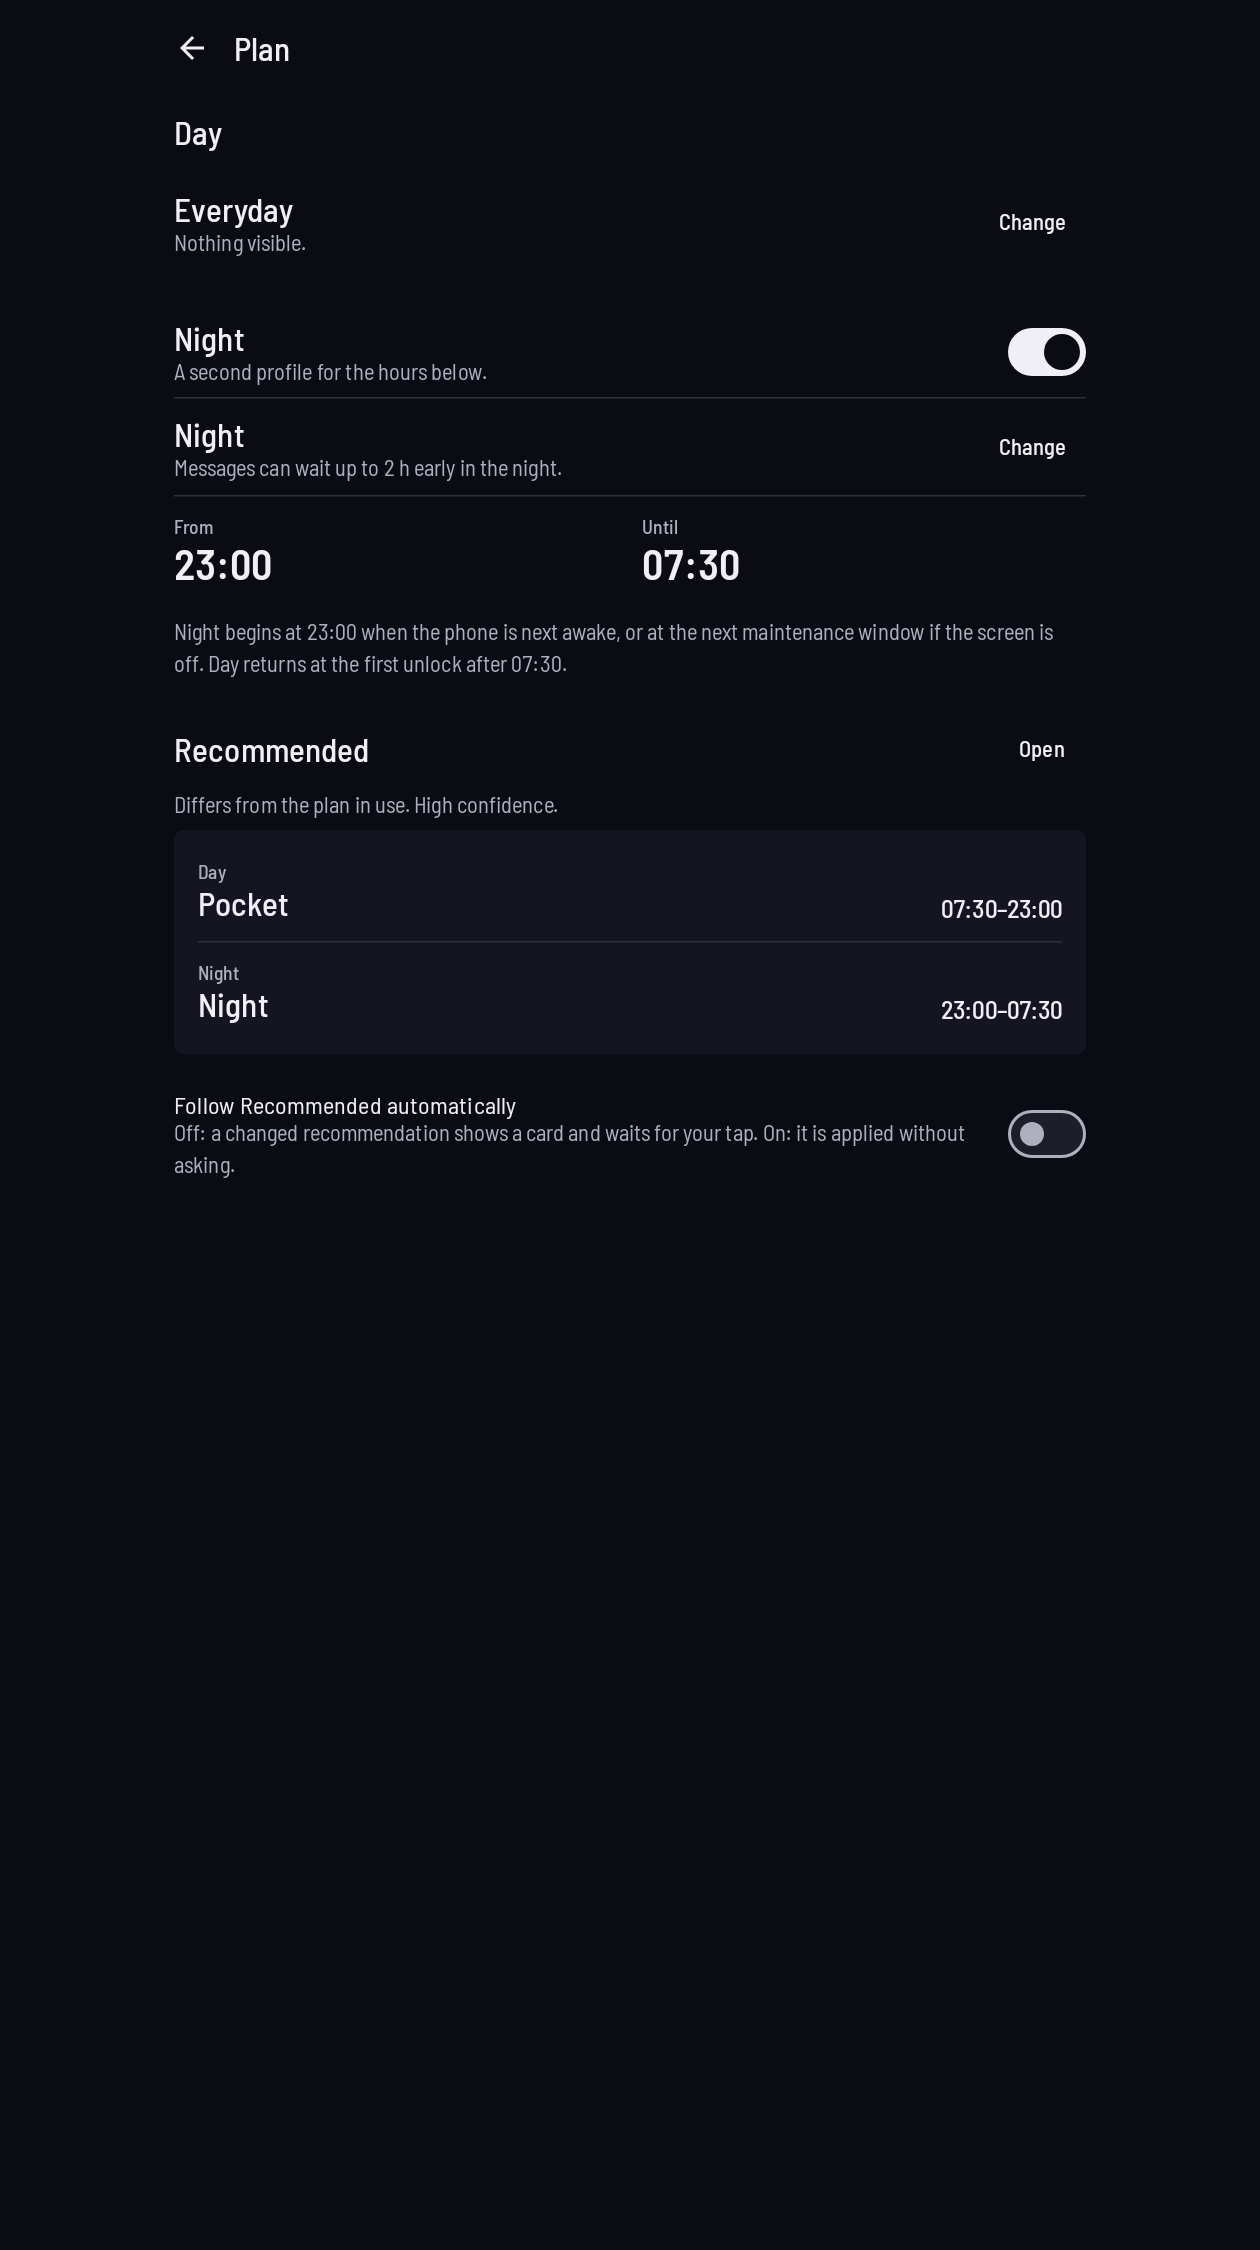 Plan
Day
Everyday
Nothing visible.
Change
Night
A second profile for the hours below.
Night
Messages can wait up to 2 h early in the night.
Change
From
23:00
Until
07:30
Night begins at 23:00 when the phone is next awake, or at the next maintenance window if the screen is
off. Day returns at the first unlock after 07:30.
Recommended
Open
Differs from the plan in use. High confidence.
Day
Pocket
07:30–23:00
Night
Night
23:00–07:30
Follow Recommended automatically
Off: a changed recommendation shows a card and waits for your tap. On: it is applied without
asking.